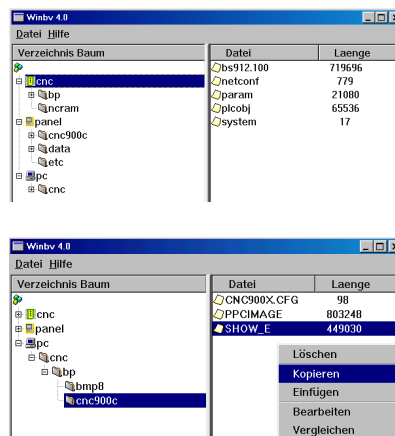 Winbv 4.0
Datei Hilfe
Verzeichnis Baum Datei Laenge
cnc bs912.100 719696
bp netconf 779
ncram param 21080
panel plcobj 65536
cnc900c system 17
data
etc
pc
cnc
Winbv 4.0
Datei Hilfe
Verzeichnis Baum Datei Laenge
CNC900X.CFG 98
cnc PPCIMAGE 803248
panel SHOW_E 449030
pc
cnc Löschen
bp Kopieren
bmp8 Einfügen
cnc900c Bearbeiten
Vergleichen